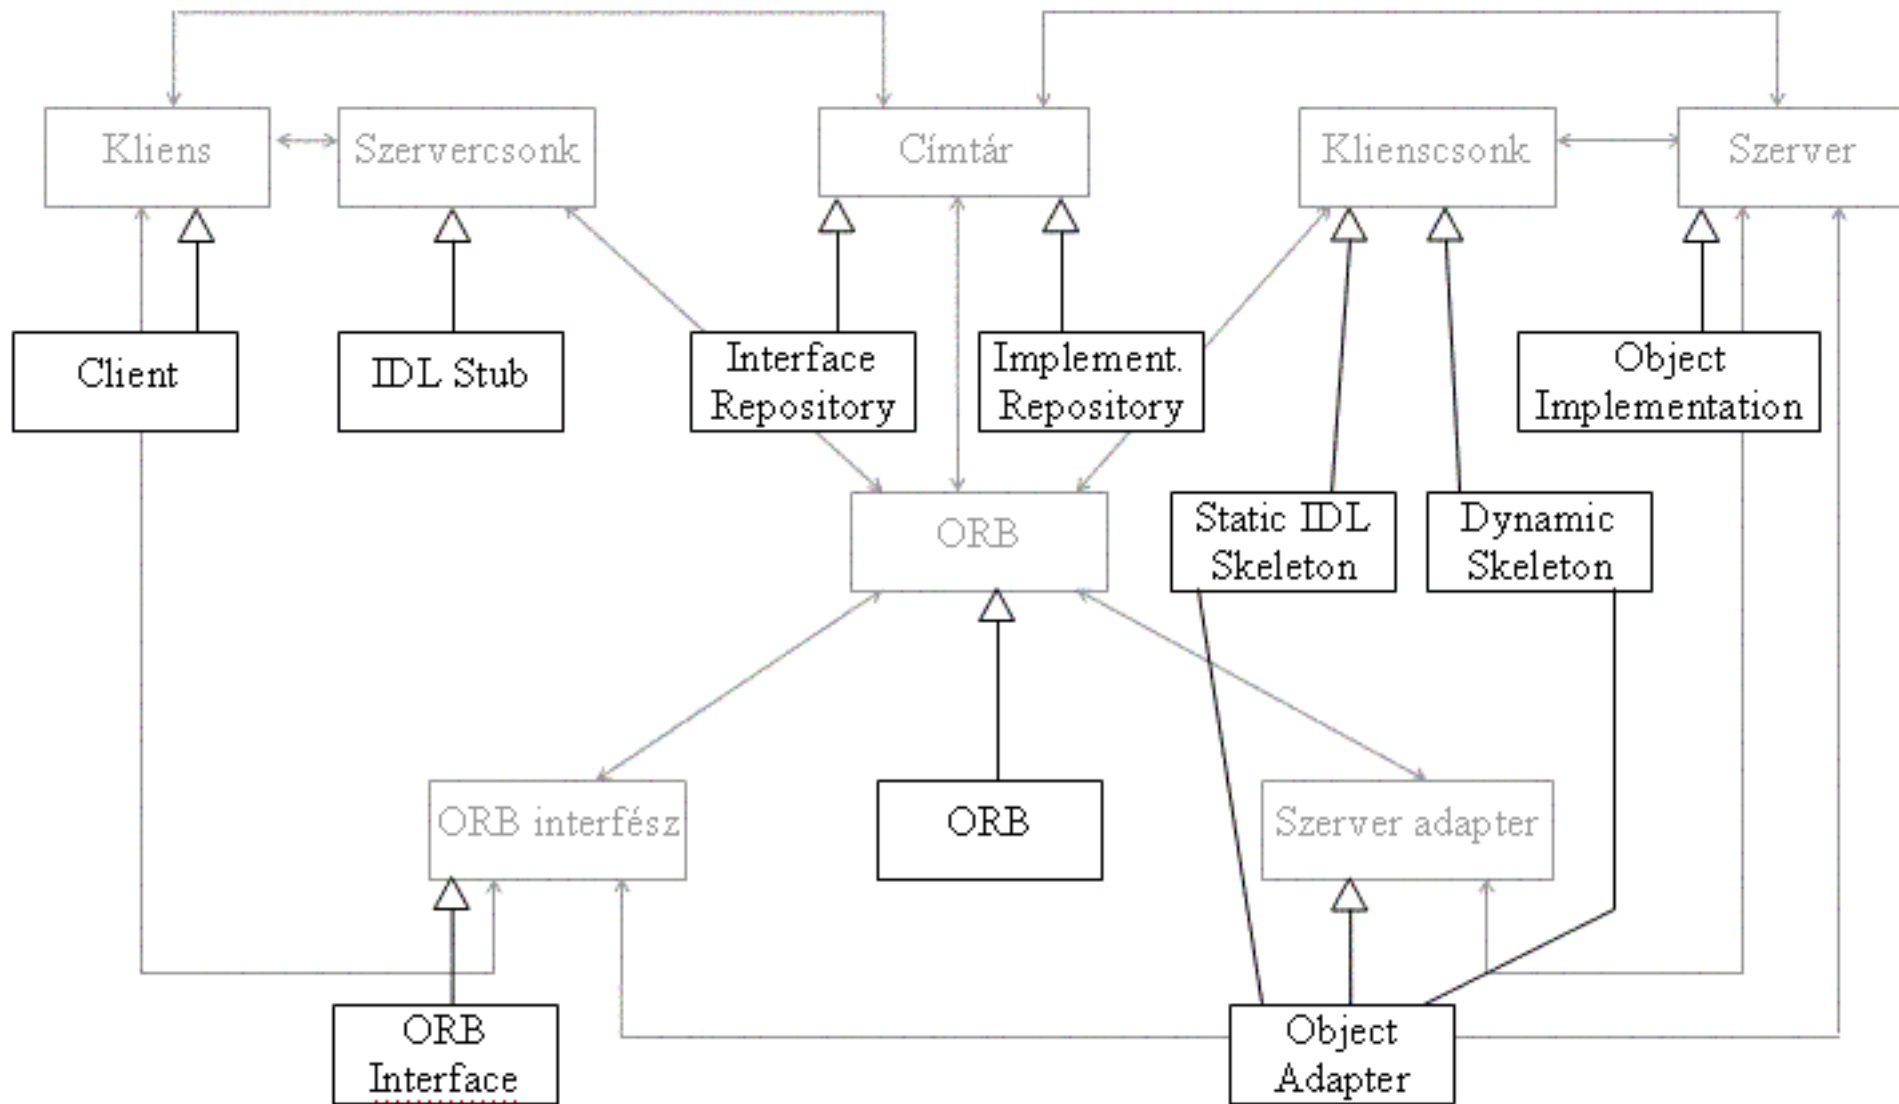 Kliens
Szervercsonk
Címtár
Klienscsonk
Szerver
Client
IDL Stub
Interface
Repository
Implement.
Repository
Object
Implementation
ORB
Static IDL
Skeleton
Dynamic
Skeleton
ORB interfész
ORB
Szerver adapter
ORB
Interface
Object
Adapter